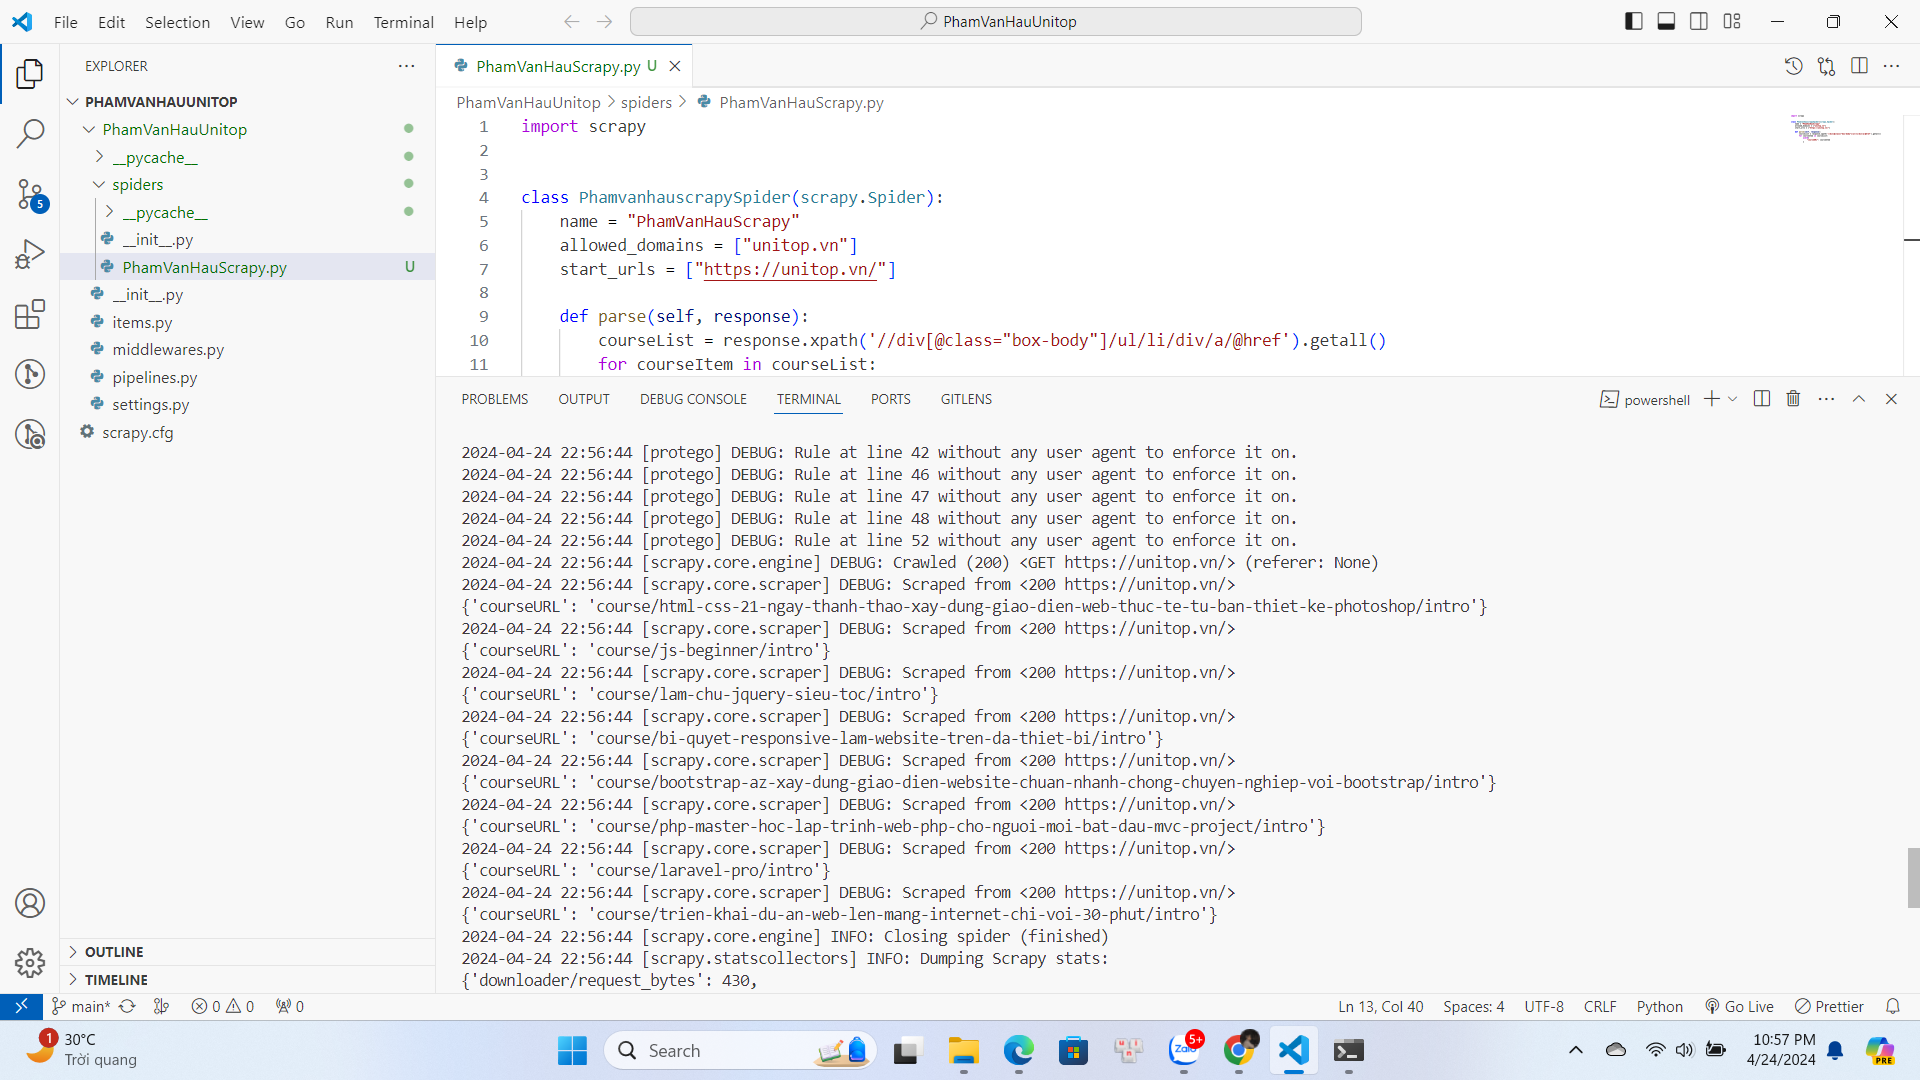 File Edit Selection View Go Run Terminal Help
PhamVanHauUnitop
EXPLORER
PHAMVANHAUUNITOP
PhamVanHauUnitop
__pycache__
spiders
__pycache__
__init__.py
PhamVanHauScrapy.py U
__init__.py
items.py
middlewares.py
pipelines.py
settings.py
scrapy.cfg
OUTLINE
TIMELINE
5
PhamVanHauScrapy.py U
PhamVanHauUnitop > spiders > PhamVanHauScrapy.py
1 import scrapy
2
3
4 class PhamvanhauscrapySpider(scrapy.Spider):
5 name = "PhamVanHauScrapy"
6 allowed_domains = ["unitop.vn"]
7 start_urls = ["https://unitop.vn/"]
8
9 def parse(self, response):
10 courseList = response.xpath('//div[@class="box-body"]/ul/li/div/a/@href').getall()
11 for courseItem in courseList:
PROBLEMS OUTPUT DEBUG CONSOLE TERMINAL PORTS GITLENS
powershell
2024-04-24 22:56:44 [protego] DEBUG: Rule at line 42 without any user agent to enforce it on.
2024-04-24 22:56:44 [protego] DEBUG: Rule at line 46 without any user agent to enforce it on.
2024-04-24 22:56:44 [protego] DEBUG: Rule at line 47 without any user agent to enforce it on.
2024-04-24 22:56:44 [protego] DEBUG: Rule at line 48 without any user agent to enforce it on.
2024-04-24 22:56:44 [protego] DEBUG: Rule at line 52 without any user agent to enforce it on.
2024-04-24 22:56:44 [scrapy.core.engine] DEBUG: Crawled (200) <GET https://unitop.vn/> (referer: None)
2024-04-24 22:56:44 [scrapy.core.scraper] DEBUG: Scraped from <200 https://unitop.vn/>
{'courseURL': 'course/html-css-21-ngay-thanh-thao-xay-dung-giao-dien-web-thuc-te-tu-ban-thiet-ke-photoshop/intro'}
2024-04-24 22:56:44 [scrapy.core.scraper] DEBUG: Scraped from <200 https://unitop.vn/>
{'courseURL': 'course/js-beginner/intro'}
2024-04-24 22:56:44 [scrapy.core.scraper] DEBUG: Scraped from <200 https://unitop.vn/>
{'courseURL': 'course/lam-chu-jquery-sieu-toc/intro'}
2024-04-24 22:56:44 [scrapy.core.scraper] DEBUG: Scraped from <200 https://unitop.vn/>
{'courseURL': 'course/bi-quyet-responsive-lam-website-tren-da-thiet-bi/intro'}
2024-04-24 22:56:44 [scrapy.core.scraper] DEBUG: Scraped from <200 https://unitop.vn/>
{'courseURL': 'course/bootstrap-az-xay-dung-giao-dien-website-chuan-nhanh-chong-chuyen-nghiep-voi-bootstrap/intro'}
2024-04-24 22:56:44 [scrapy.core.scraper] DEBUG: Scraped from <200 https://unitop.vn/>
{'courseURL': 'course/php-master-hoc-lap-trinh-web-php-cho-nguoi-moi-bat-dau-mvc-project/intro'}
2024-04-24 22:56:44 [scrapy.core.scraper] DEBUG: Scraped from <200 https://unitop.vn/>
{'courseURL': 'course/laravel-pro/intro'}
2024-04-24 22:56:44 [scrapy.core.scraper] DEBUG: Scraped from <200 https://unitop.vn/>
{'courseURL': 'course/trien-khai-du-an-web-len-mang-internet-chi-voi-30-phut/intro'}
2024-04-24 22:56:44 [scrapy.core.engine] INFO: Closing spider (finished)
2024-04-24 22:56:44 [scrapy.statscollectors] INFO: Dumping Scrapy stats:
{'downloader/request_bytes': 430,
main* 0 0 0 Ln 13, Col 40 Spaces: 4 UTF-8 CRLF Python Go Live Prettier
1 30°C
Trời quang
Search
Zalo 5+
10:57 PM
4/24/2024
PRE